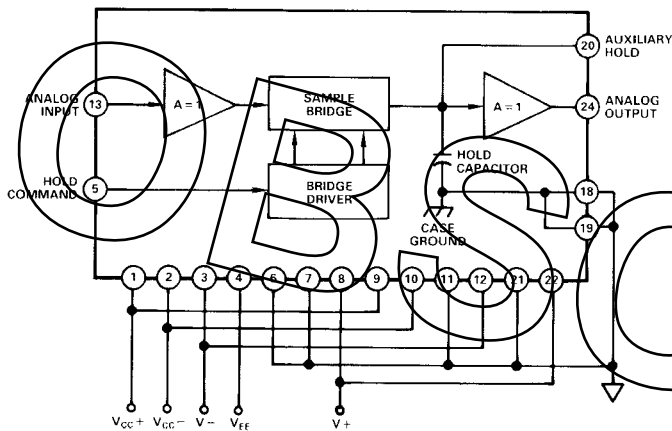 20 AUXILIARY
HOLD
ANALOG
INPUT
13
A = 1
SAMPLE
BRIDGE
A = 1
24 ANALOG
OUTPUT
HOLD
CAPACITOR
HOLD
COMMAND
5
BRIDGE
DRIVER
CASE
GROUND
18
19
1 2 3 4 6 7 8 9 10 11 12 21 22
VCC+ VCC- V- VEE V+
OBSO